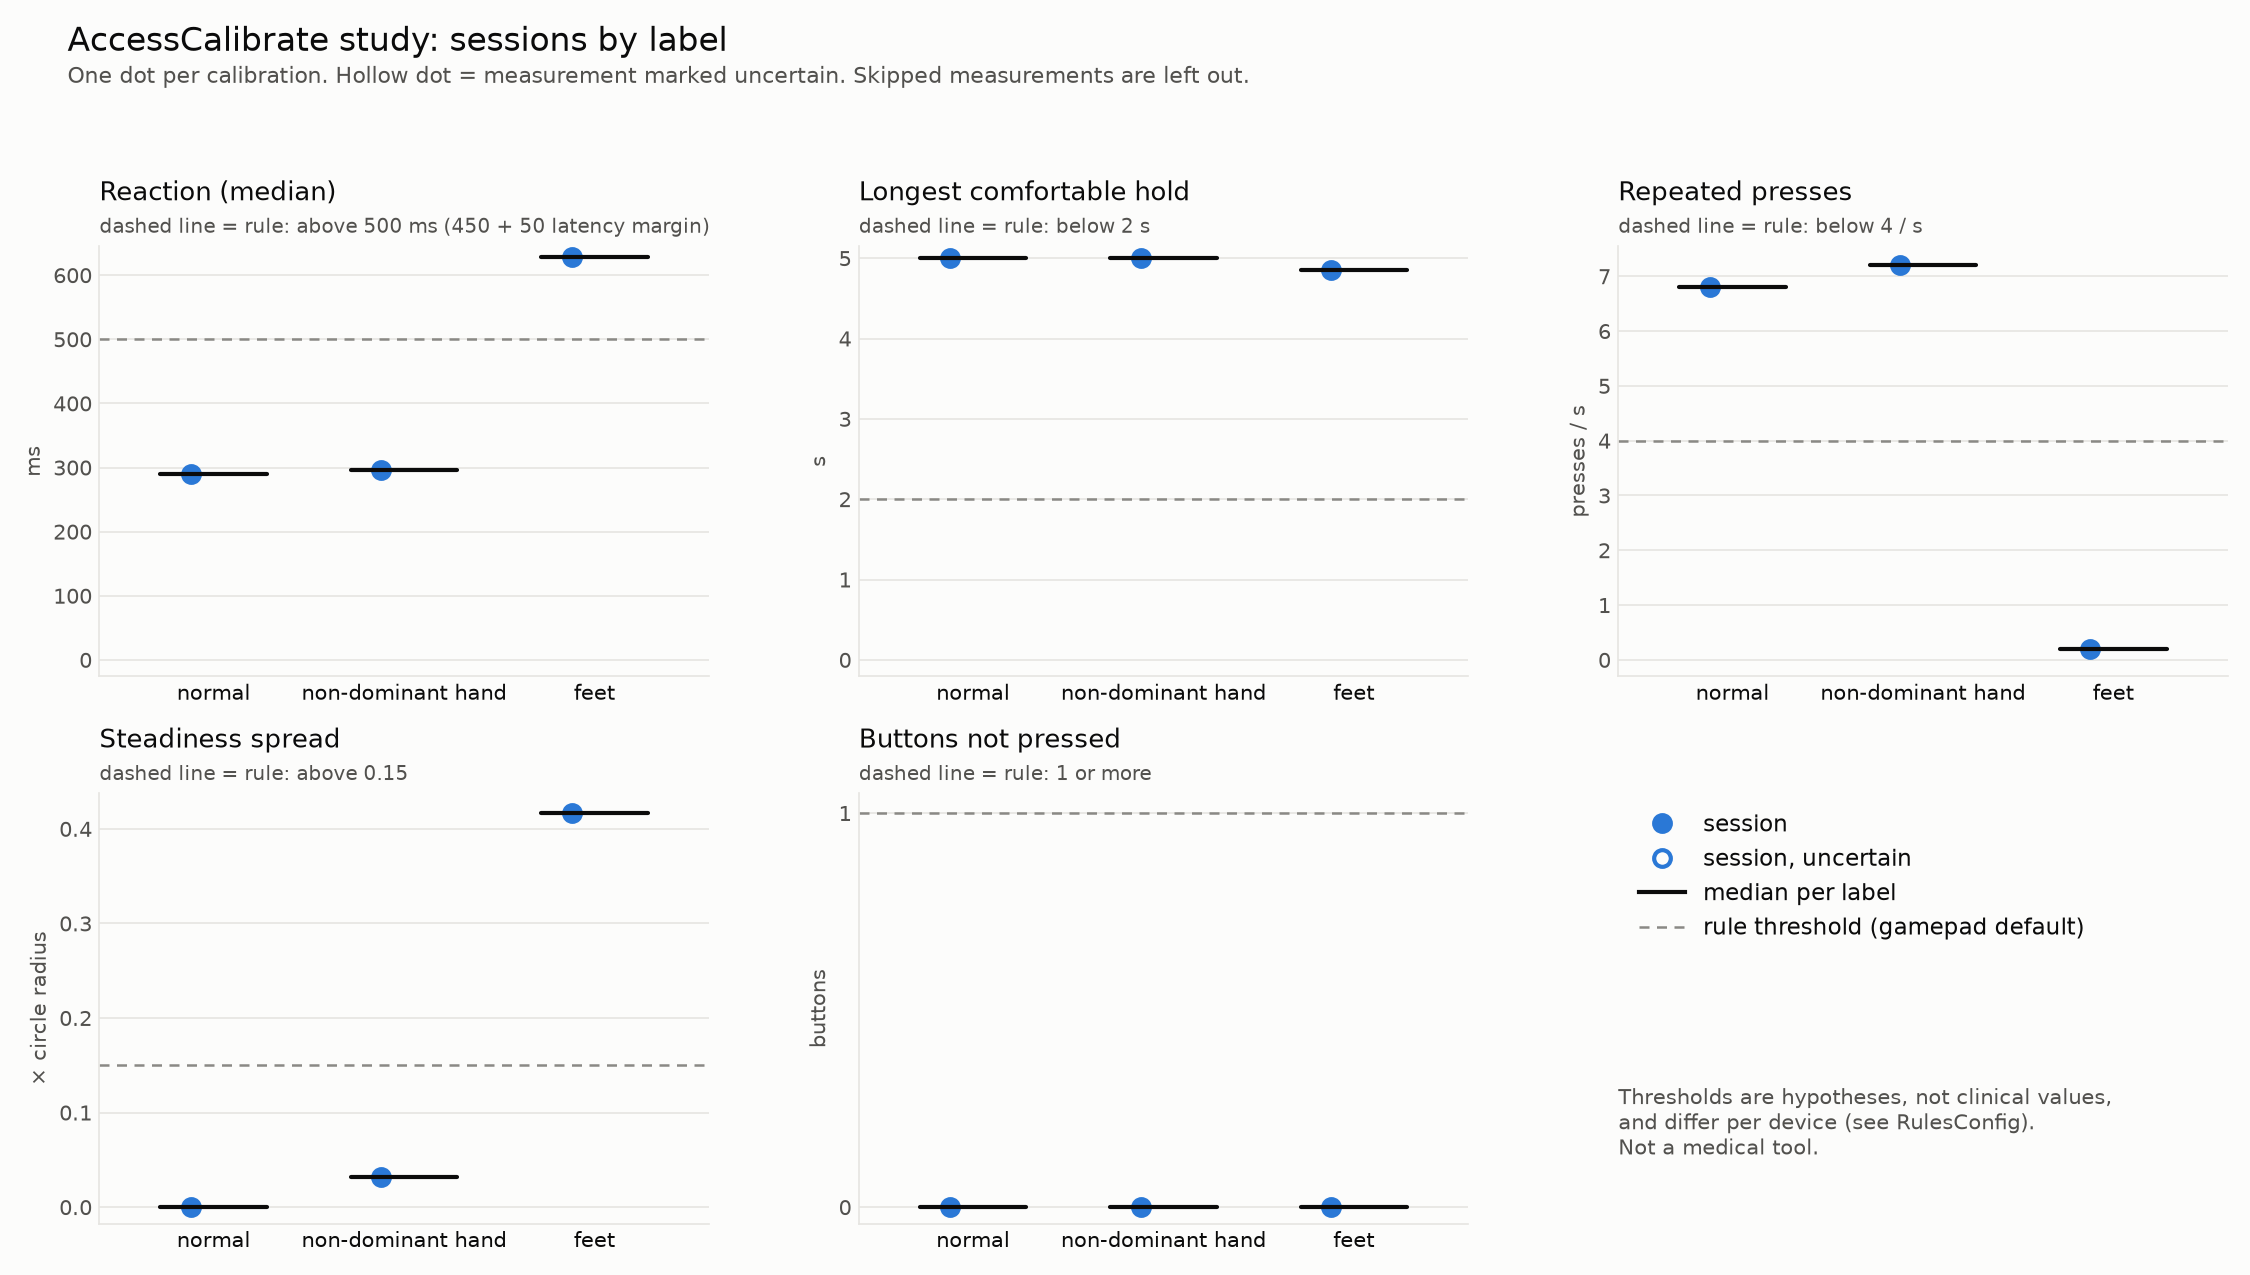 AccessCalibrate study: sessions by label
One dot per calibration. Hollow dot = measurement marked uncertain. Skipped measurements are left out.
Reaction (median)
dashed line = rule: above 500 ms (450 + 50 latency margin)
ms
600
500
400
300
200
100
0
normal
non-dominant hand
feet
Longest comfortable hold
dashed line = rule: below 2 s
s
5
4
3
2
1
0
normal
non-dominant hand
feet
Repeated presses
dashed line = rule: below 4 / s
presses / s
7
6
5
4
3
2
1
0
normal
non-dominant hand
feet
Steadiness spread
dashed line = rule: above 0.15
× circle radius
0.4
0.3
0.2
0.1
0.0
normal
non-dominant hand
feet
Buttons not pressed
dashed line = rule: 1 or more
buttons
1
0
normal
non-dominant hand
feet
session
session, uncertain
median per label
rule threshold (gamepad default)
Thresholds are hypotheses, not clinical values,
and differ per device (see RulesConfig).
Not a medical tool.